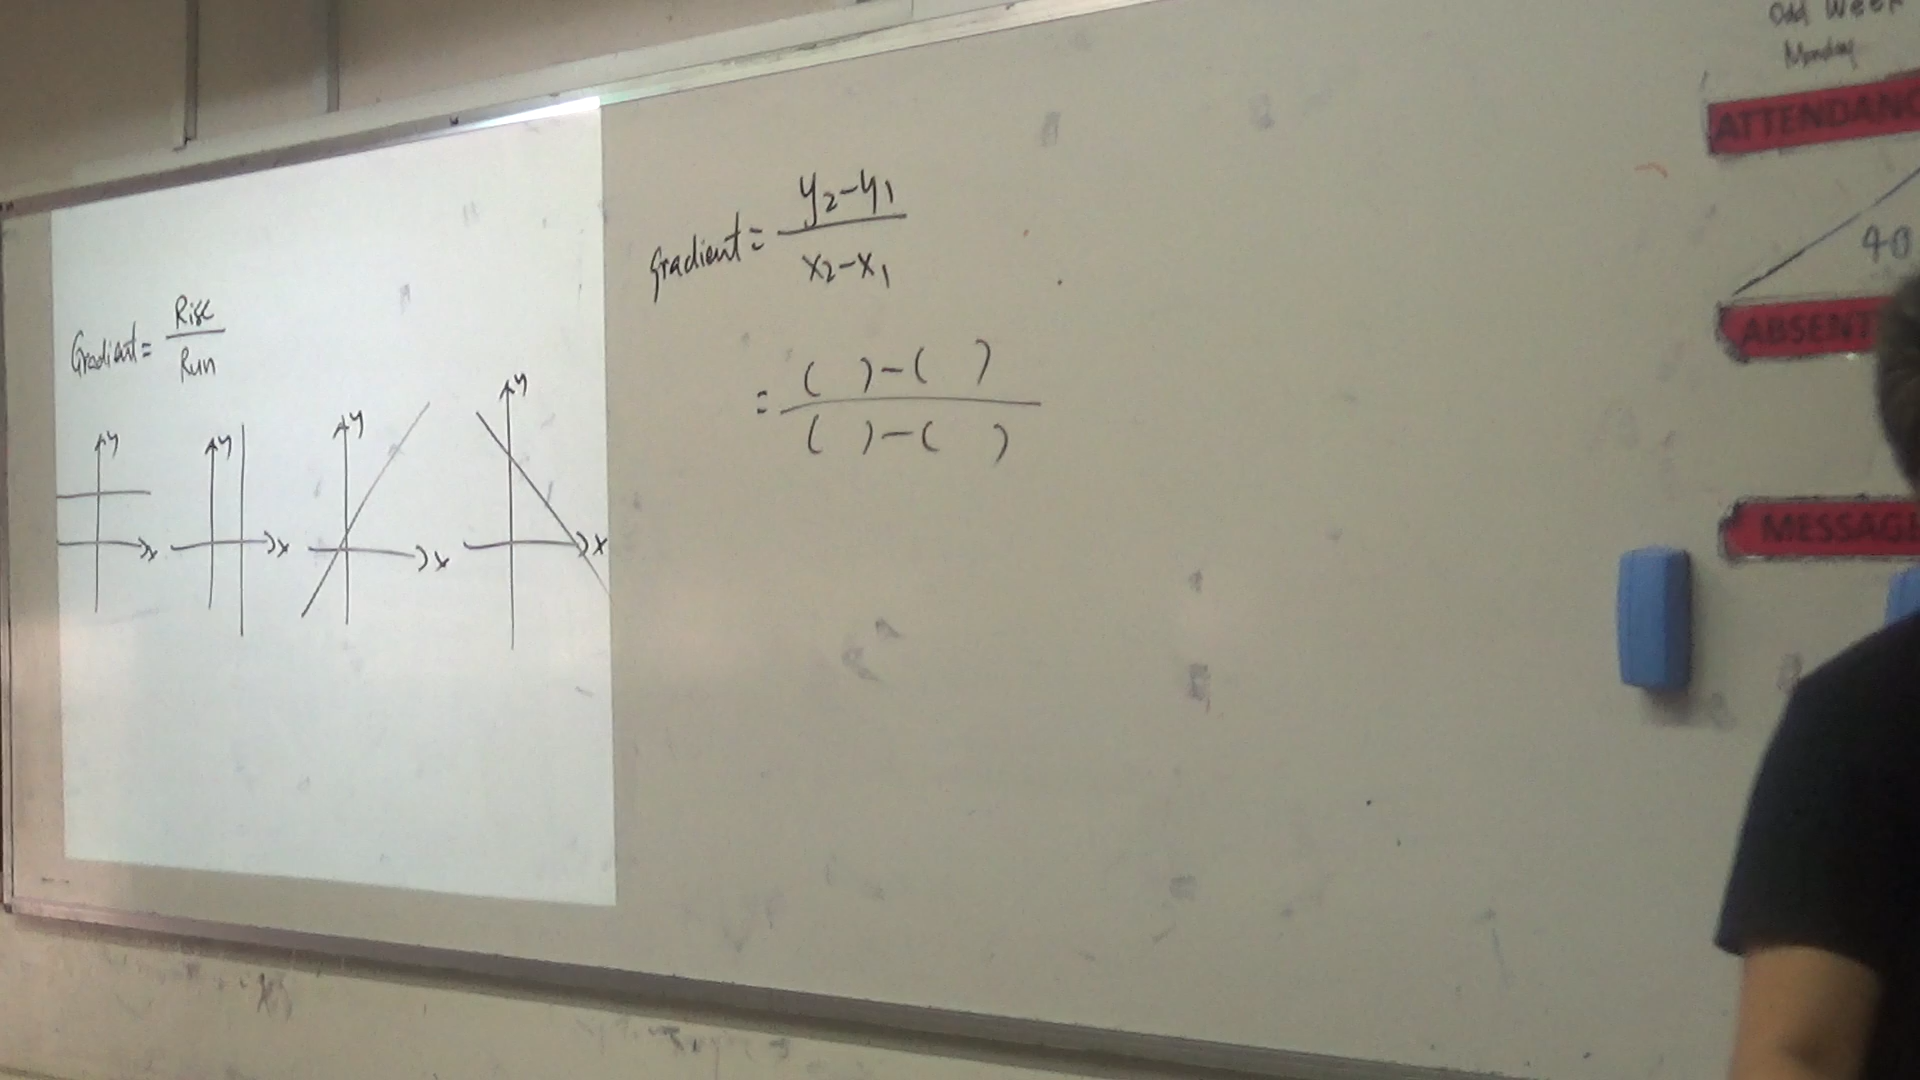 Odd Week
Monday
ATTENDANC
40
ABSENT
MESSAGE
Gradient = Rise
Run
y
x
y
x
y
x
y
x
Gradient = y₂-y₁
x₂-x₁
= ( ) - ( )
( ) - ( )